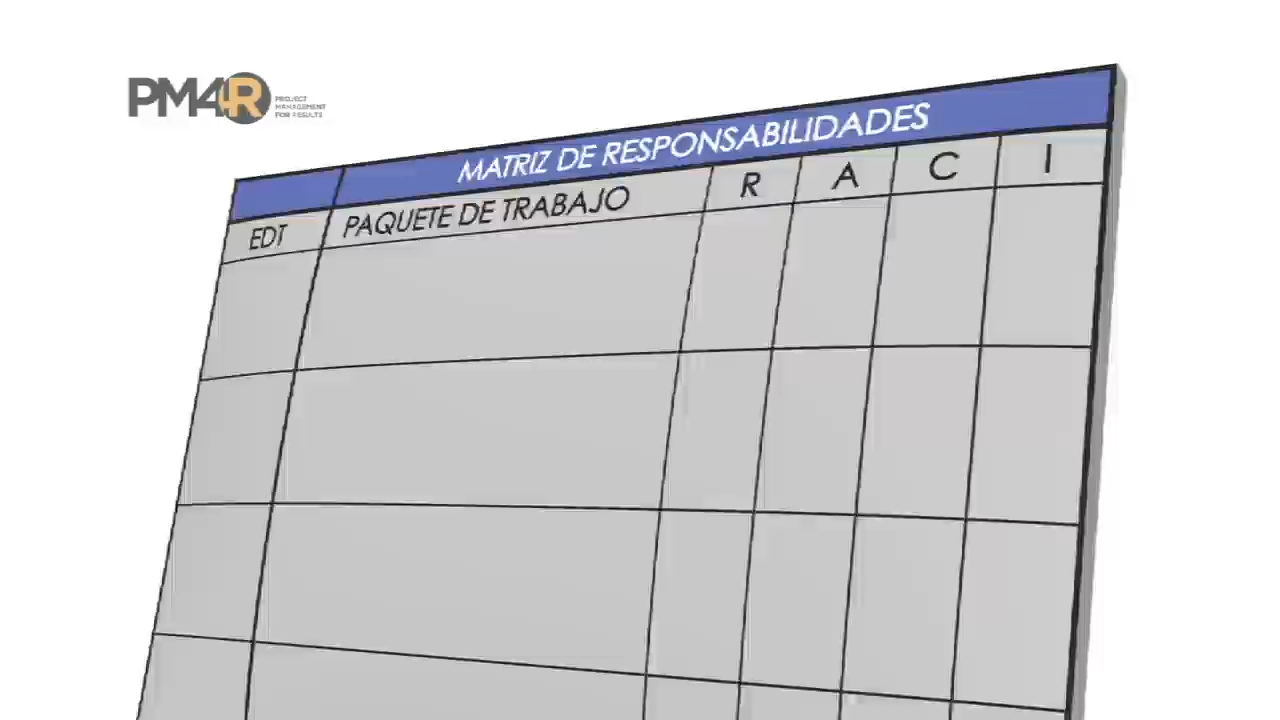 PM4R
PROJECT
MANAGEMENT
FOR RESULTS
MATRIZ DE RESPONSABILIDADES
EDT PAQUETE DE TRABAJO R A C I